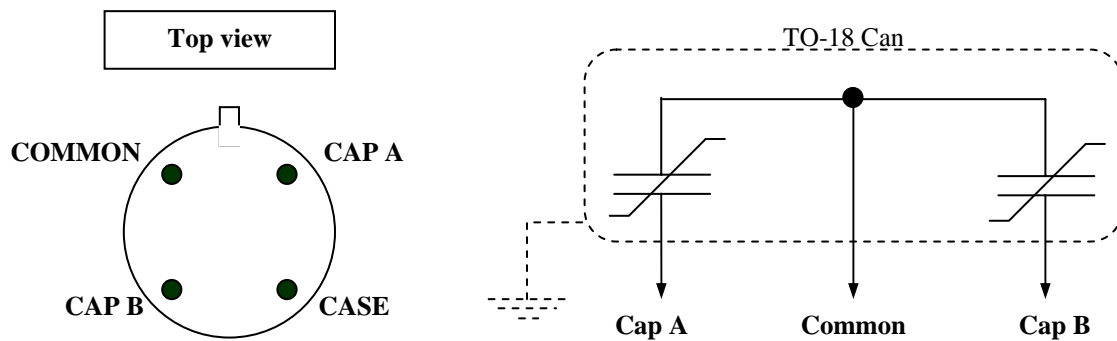 Top view
COMMON
CAP A
CAP B
CASE
TO-18 Can
Cap A
Common
Cap B